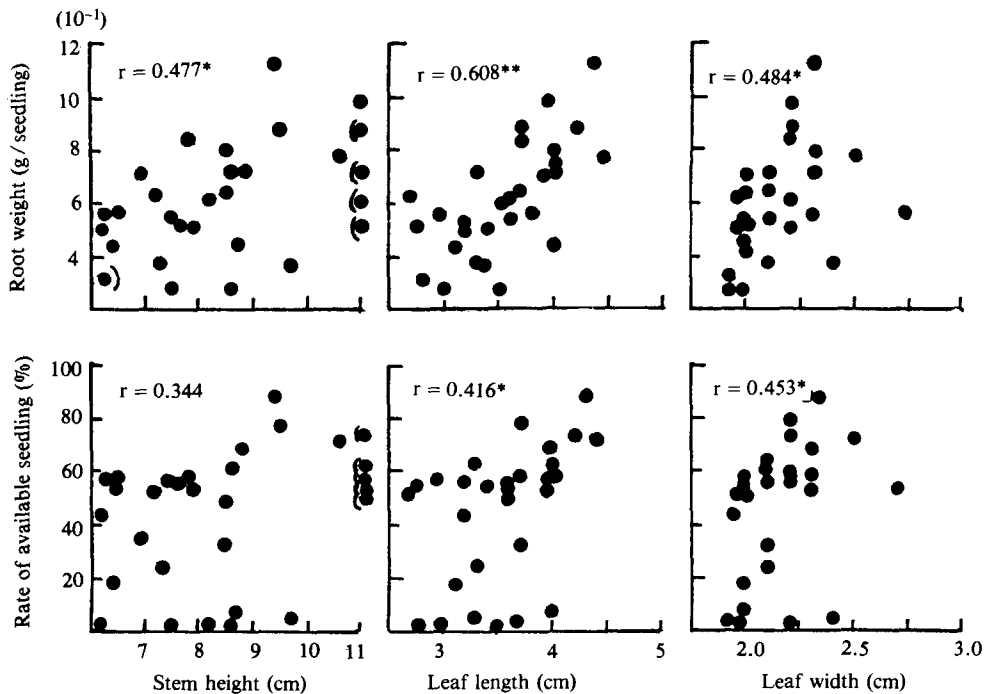 (10⁻¹)
Root weight (g / seedling)
12
10
8
6
4
r = 0.477*
r = 0.608**
r = 0.484*
Rate of available seedling (%)
100
80
60
40
20
r = 0.344
r = 0.416*
r = 0.453*
7 8 9 10 11
3 4 5
2.0 2.5 3.0
Stem height (cm)
Leaf length (cm)
Leaf width (cm)